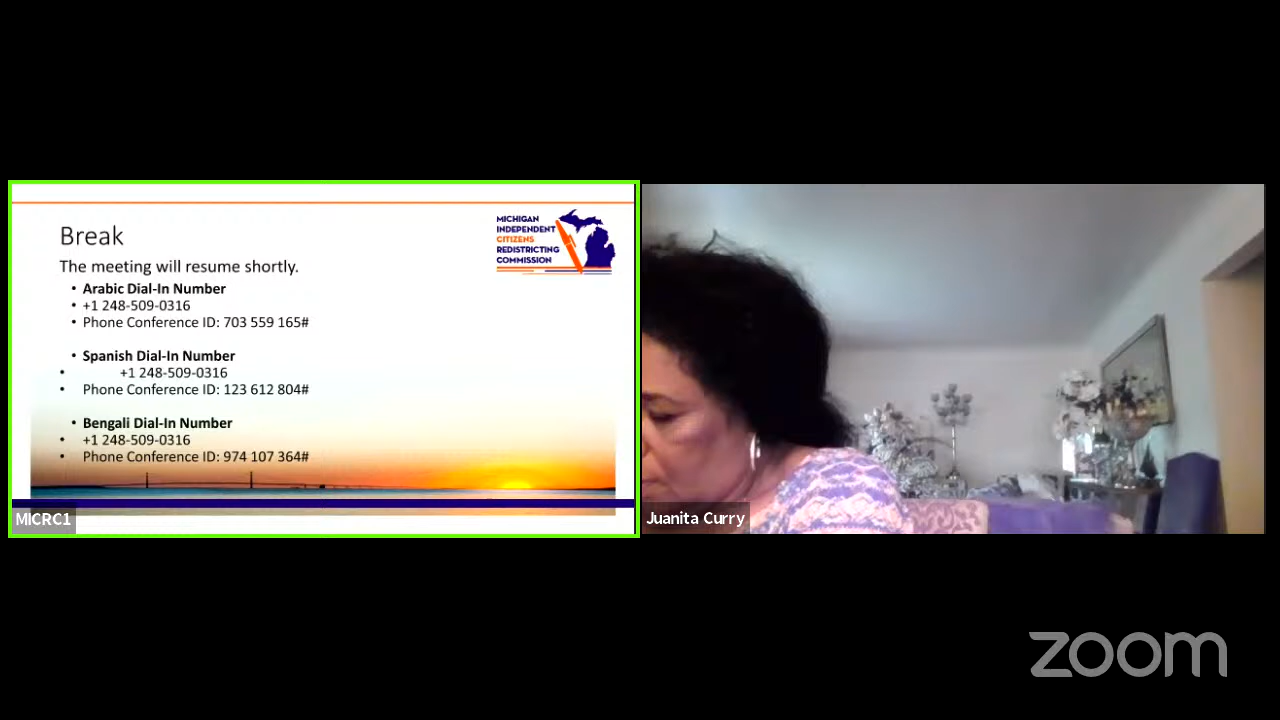 Break
The meeting will resume shortly.
• Arabic Dial-In Number
• +1 248-509-0316
• Phone Conference ID: 703 559 165#
• Spanish Dial-In Number
• +1 248-509-0316
• Phone Conference ID: 123 612 804#
• Bengali Dial-In Number
• +1 248-509-0316
• Phone Conference ID: 974 107 364#
MICHIGAN
INDEPENDENT
CITIZENS
REDISTRICTING
COMMISSION
MICRC1
Juanita Curry
zoom